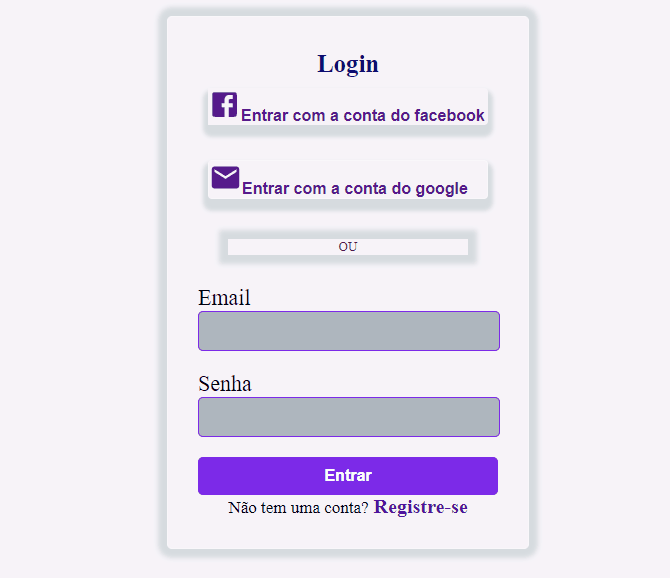 Login
Entrar com a conta do facebook
Entrar com a conta do google
OU
Email
Senha
Entrar
Não tem uma conta? Registre-se